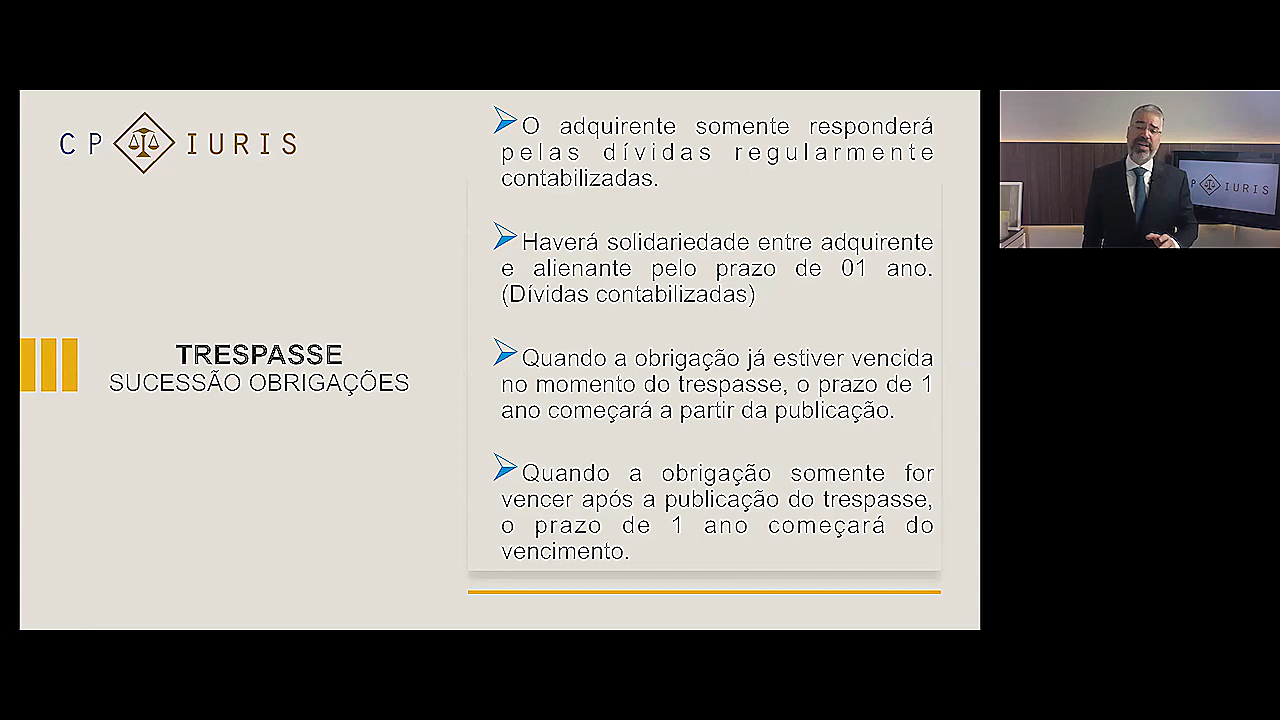 CP IURIS
TRESPASSE
SUCESSÃO OBRIGAÇÕES
O adquirente somente responderá
pelas dívidas regularmente
contabilizadas.
Haverá solidariedade entre adquirente
e alienante pelo prazo de 01 ano.
(Dívidas contabilizadas)
Quando a obrigação já estiver vencida
no momento do trespasse, o prazo de 1
ano começará a partir da publicação.
Quando a obrigação somente for
vencer após a publicação do trespasse,
o prazo de 1 ano começará do
vencimento.
P IURIS